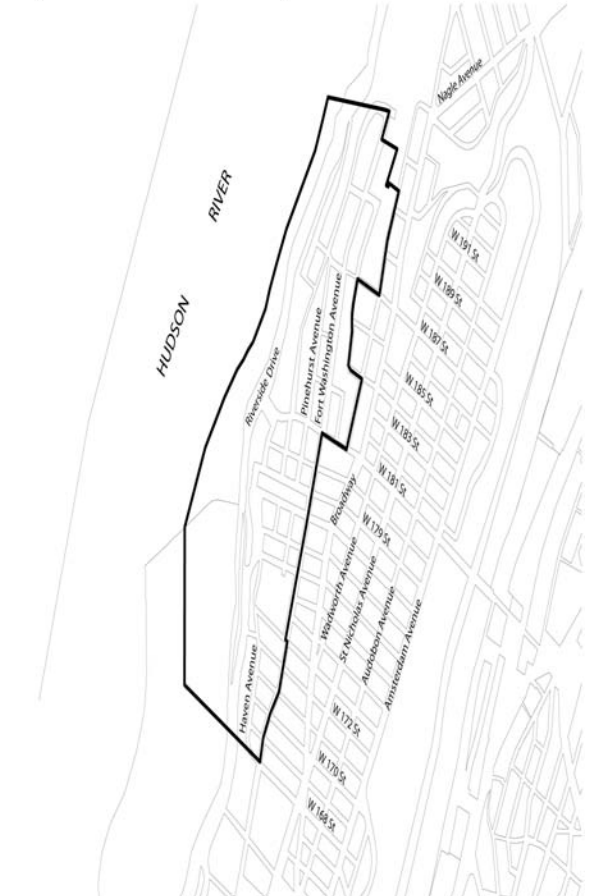 Nagle Avenue
RIVER
HUDSON
W 191 St
W 189 St
W 187 St
W 185 St
W 183 St
W 181 St
W 179 St
Riverside Drive
Pinehurst Avenue
Fort Washington Avenue
Broadway
Wadworth Avenue
St Nicholas Avenue
Audobon Avenue
Amsterdam Avenue
Haven Avenue
W 172 St
W 170 St
W 168 St